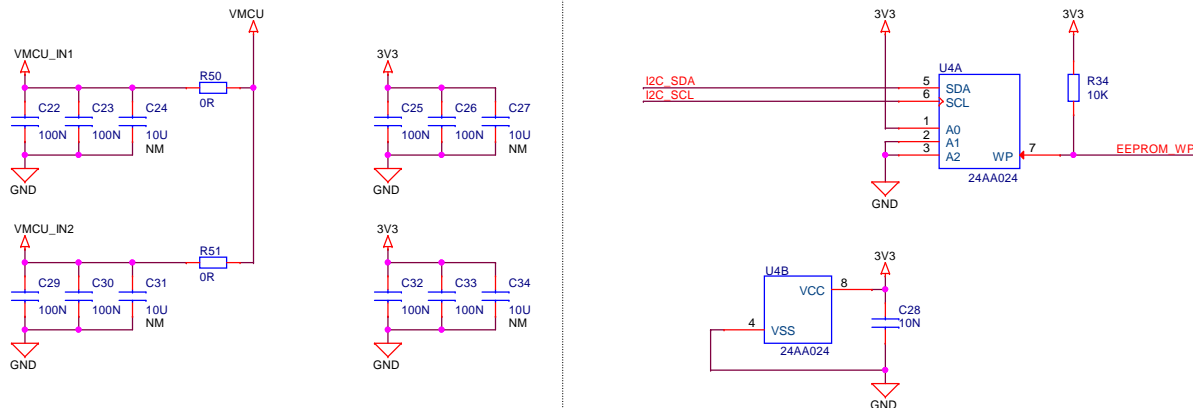 VMCU
VMCU_IN1
R50
0R
C22
100N
C23
100N
C24
10U
NM
GND
3V3
C25
100N
C26
100N
C27
10U
NM
GND
VMCU_IN2
R51
0R
C29
100N
C30
100N
C31
10U
NM
GND
3V3
C32
100N
C33
100N
C34
10U
NM
GND
3V3
3V3
I2C_SDA
I2C_SCL
U4A
5 SDA
6 SCL
1 A0
2 A1
3 A2
WP 7
24AA024
R34
10K
EEPROM_WP
GND
3V3
U4B
VCC 8
4 VSS
24AA024
C28
10N
GND